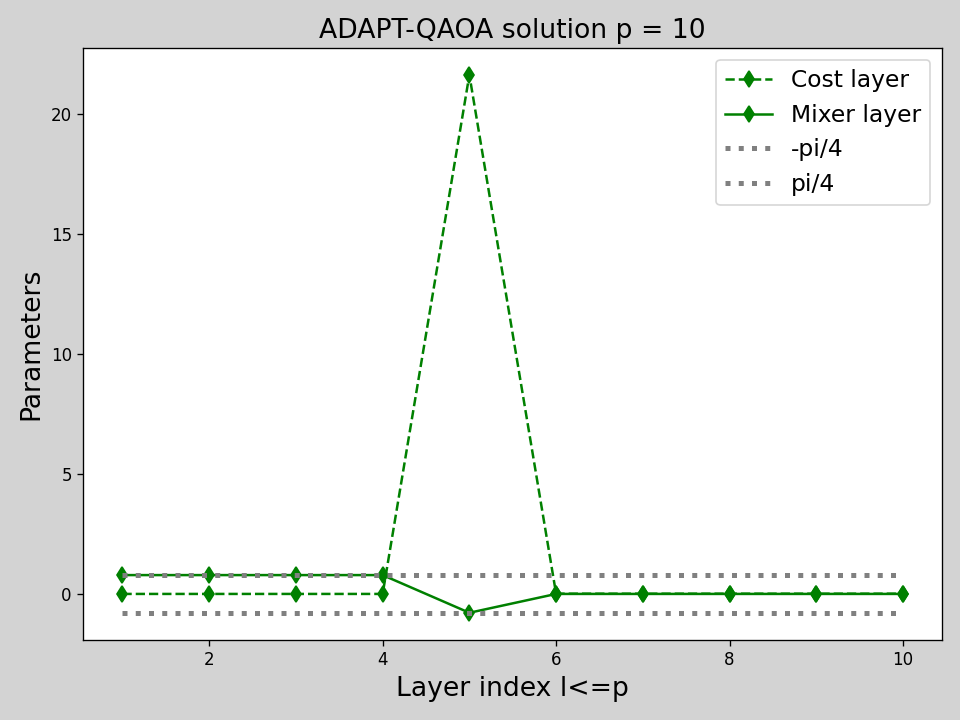 ADAPT-QAOA solution p = 10
Cost layer
Mixer layer
-pi/4
pi/4
Parameters
20
15
10
5
0
2
4
6
8
10
Layer index l<=p